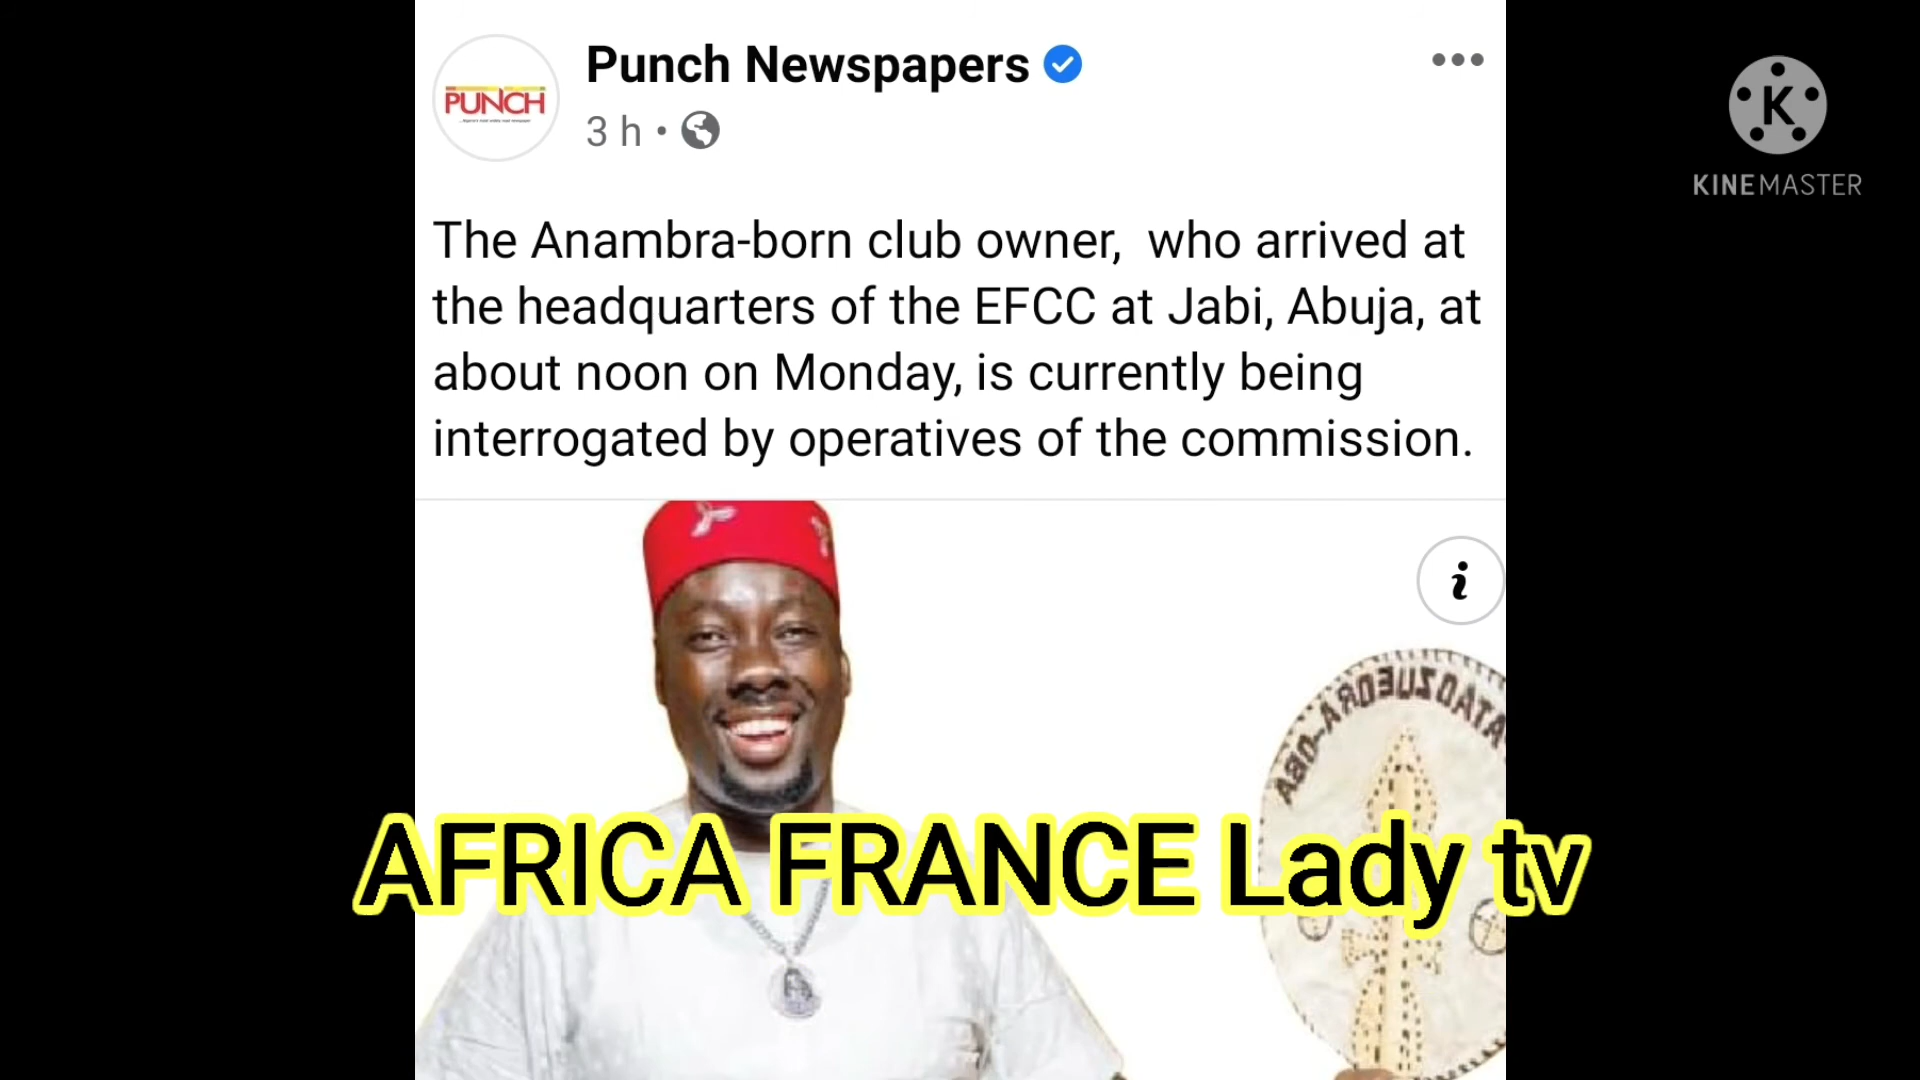 Punch Newspapers
PUNCH
3 h
The Anambra-born club owner,  who arrived at
the headquarters of the EFCC at Jabi, Abuja, at
about noon on Monday, is currently being
interrogated by operatives of the commission.
K
KINEMASTER
i
AFRICA FRANCE Lady tv